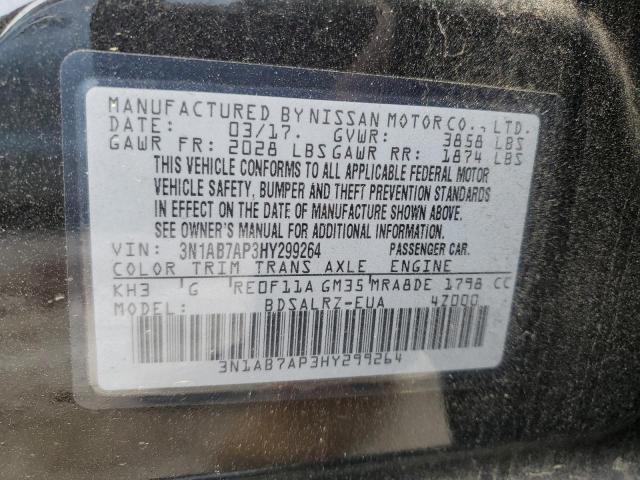 MANUFACTURED BY NISSAN MOTOR CO., LTD.
DATE: 03/17. GVWR: 3858 LBS
GAWR FR: 2028 LBS GAWR RR: 1874 LBS
THIS VEHICLE CONFORMS TO ALL APPLICABLE FEDERAL MOTOR
VEHICLE SAFETY, BUMPER AND THEFT PREVENTION STANDARDS
IN EFFECT ON THE DATE OF MANUFACTURE SHOWN ABOVE.
SEE OWNER'S MANUAL FOR ADDITIONAL INFORMATION.
VIN: 3N1AB7AP3HY299264 PASSENGER CAR.
COLOR TRIM TRANS AXLE ENGINE
KH3 'G RE0F11A GM35 MRA8DE 1798 CC
MODEL: BDSALRZ-EUA 4Z000
3N1AB7AP3HY299264